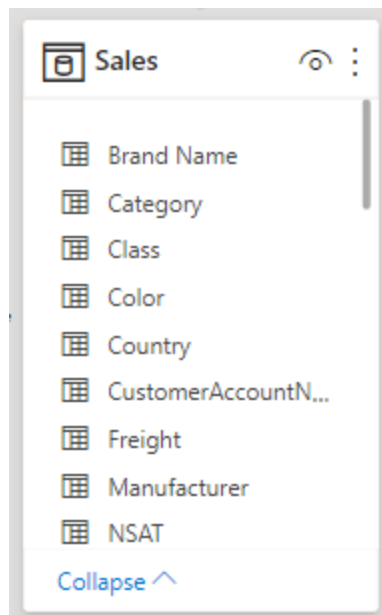 Sales
Brand Name
Category
Class
Color
Country
CustomerAccountN...
Freight
Manufacturer
NSAT
Collapse